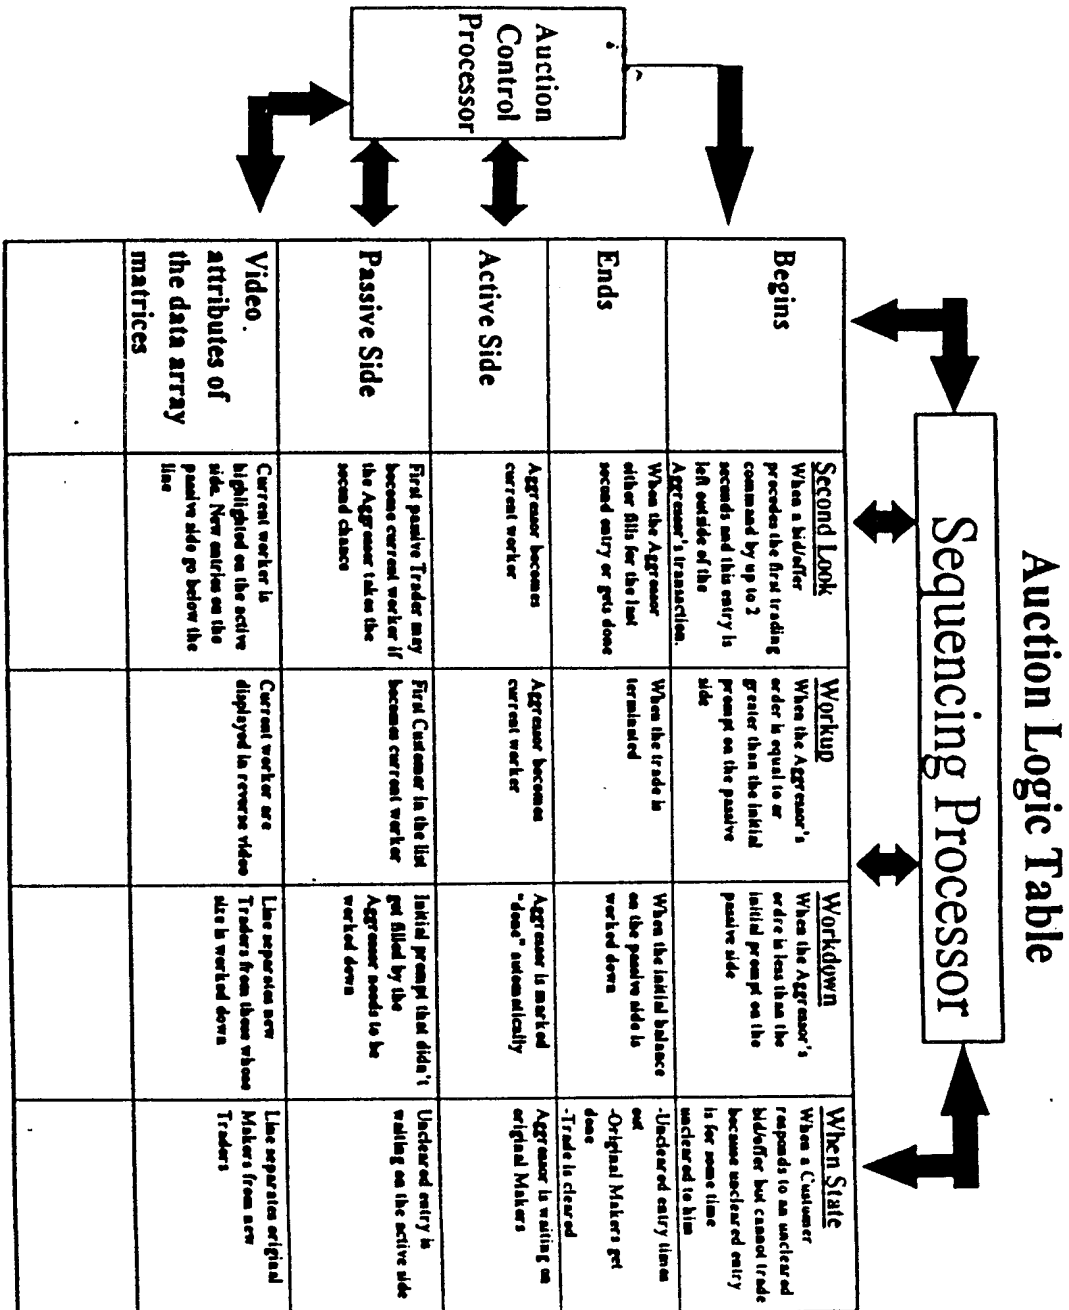 Auction Logic Table
Sequencing Processor
Auction
Control
Processor
Begins
Second Look
When a bid/offer
precedes the first trading
command by up to 2
seconds and this entry is
left outside of the
Aggressor's transaction.
Workup
When the Aggressor's
order is equal to or
greater than the initial
prompt on the passive
side
Workdown
When the Aggressor's
ordre is less than the
initial prompt on the
passive side
When State
When a Customer
responds to an uncleared
bid/offer but cannot trade
because uncleared entry
is for some time
uncleared to him
Ends
When the Aggressor
either fills for the last
second entry or gets done
When the trade is
terminated
When the initial balance
on the passive side is
worked down
-Uncleared entry times
out
-Original Makers get
done
-Trade is cleared
Active Side
Aggressor becomes
current worker
Aggressor becomes
current worker
Aggressor is marked
"done" automatically
Aggressor is waiting on
original Makers
Passive Side
First passive Trader may
become current worker if
the Aggressor takes the
second chance
First Customer in the list
becomes current worker
Initial prompt that didn't
get filled by the
Aggressor needs to be
worked down
Uncleared entry is
waiting on the active side
Video.
attributes of
the data array
matrices
Current worker is
highlighted on the active
side. New entries on the
passive side go below the
line
Current worker are
displayed in reverse video
Line separates new
Traders from those whose
size is worked down
Line separates original
Makers from new
Traders